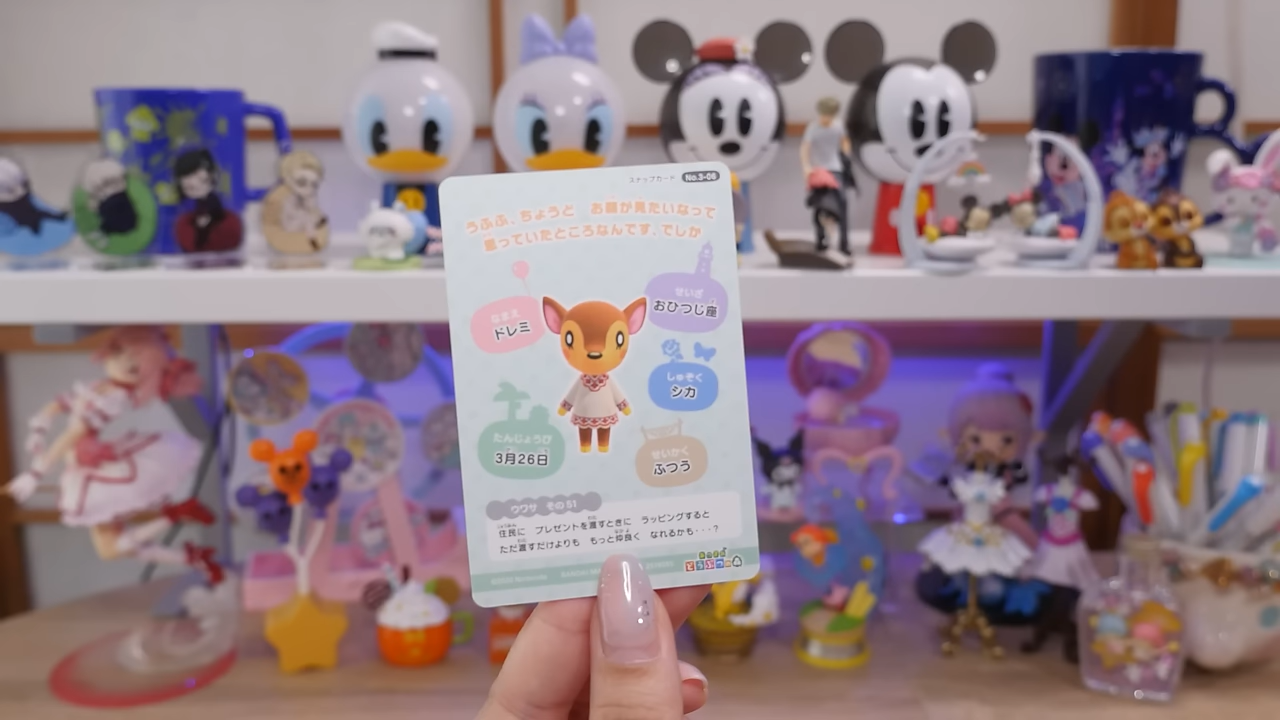 スナップカード No.3-06
うふふ、ちょうど お顔が見たいなって
思っていたところなんです、でしか
なまえ
ドレミ
せいざ
おひつじ座
しゅぞく
シカ
たんじょうび
3月26日
せいかく
ふつう
ウワサ その51
住民に プレゼントを渡すときに ラッピングすると
ただ渡すだけよりも もっと仲良く なれるかも・・・?
どうぶつの森